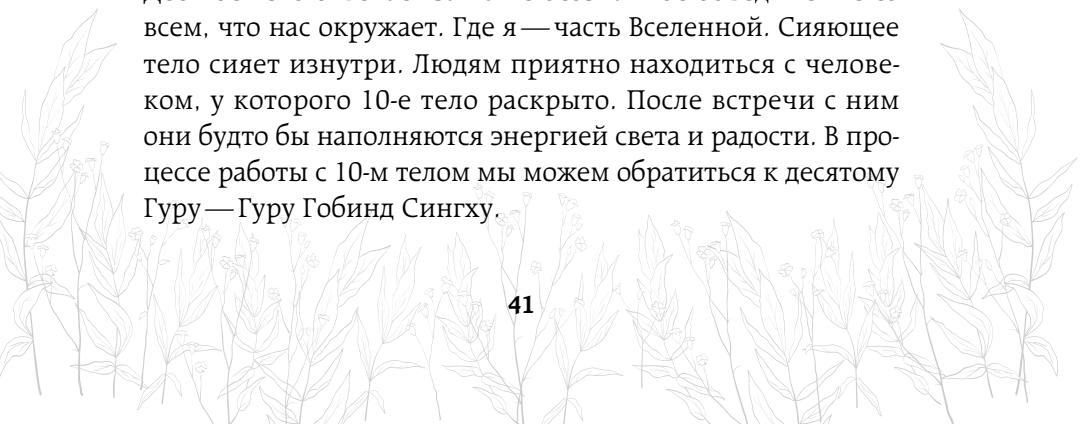 всем, что нас окружает. Где я — часть Вселенной. Сияющее
тело сияет изнутри. Людям приятно находиться с челове-
ком, у которого 10-е тело раскрыто. После встречи с ним
они будто бы наполняются энергией света и радости. В про-
цессе работы с 10-м телом мы можем обратиться к десятому
Гуру — Гуру Гобинд Сингху.
41